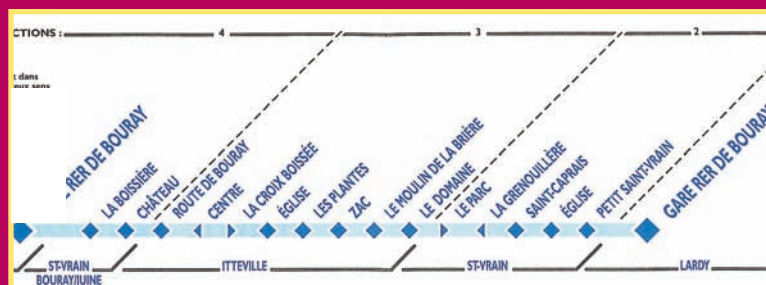 CTIONS : 4 3 2
dans
eux sens
RER DE BOURAY
LA BOISSIÈRE
CHÂTEAU
ROUTE DE BOURAY
CENTRE
LA CROIX BOISSÉE
ÉGLISE
LES PLANTES
ZAC
LE MOULIN DE LA BRIÈRE
LE DOMAINE
LE PARC
LA GRENOUILLÈRE
SAINT-CAPRAIS
ÉGLISE
PETIT SAINT-VRAIN
GARE RER DE BOURAY
ST-VRAIN ITTEVILLE ST-VRAIN LARDY
BOURAY/JUINE